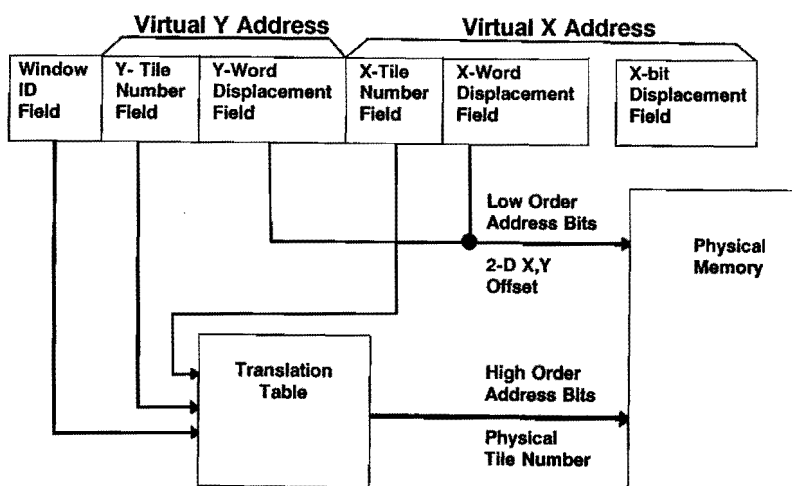 Virtual Y Address
Virtual X Address
Window
ID
Field
Y- Tile
Number
Field
Y-Word
Displacement
Field
X-Tile
Number
Field
X-Word
Displacement
Field
X-bit
Displacement
Field
Low Order
Address Bits
2-D X,Y
Offset
Physical
Memory
Translation
Table
High Order
Address Bits
Physical
Tile Number